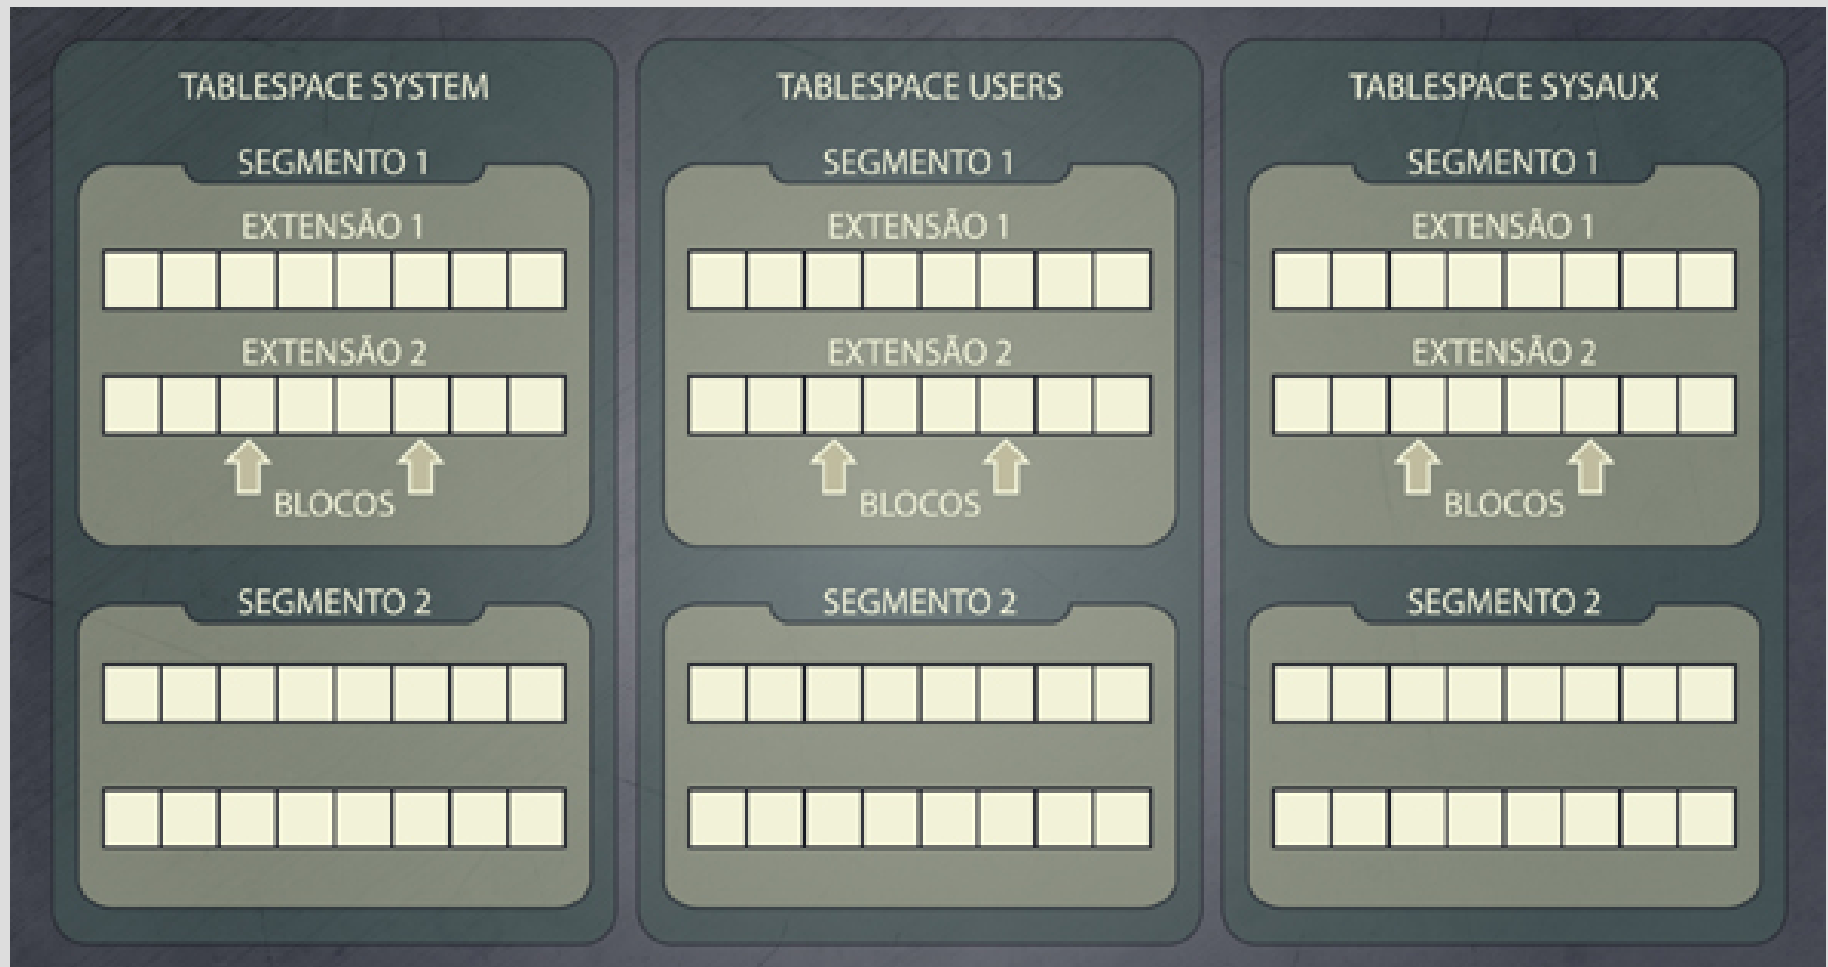 TABLESPACE SYSTEM
SEGMENTO 1
EXTENSÃO 1
EXTENSÃO 2
BLOCOS
SEGMENTO 2
TABLESPACE USERS
SEGMENTO 1
EXTENSÃO 1
EXTENSÃO 2
BLOCOS
SEGMENTO 2
TABLESPACE SYSAUX
SEGMENTO 1
EXTENSÃO 1
EXTENSÃO 2
BLOCOS
SEGMENTO 2